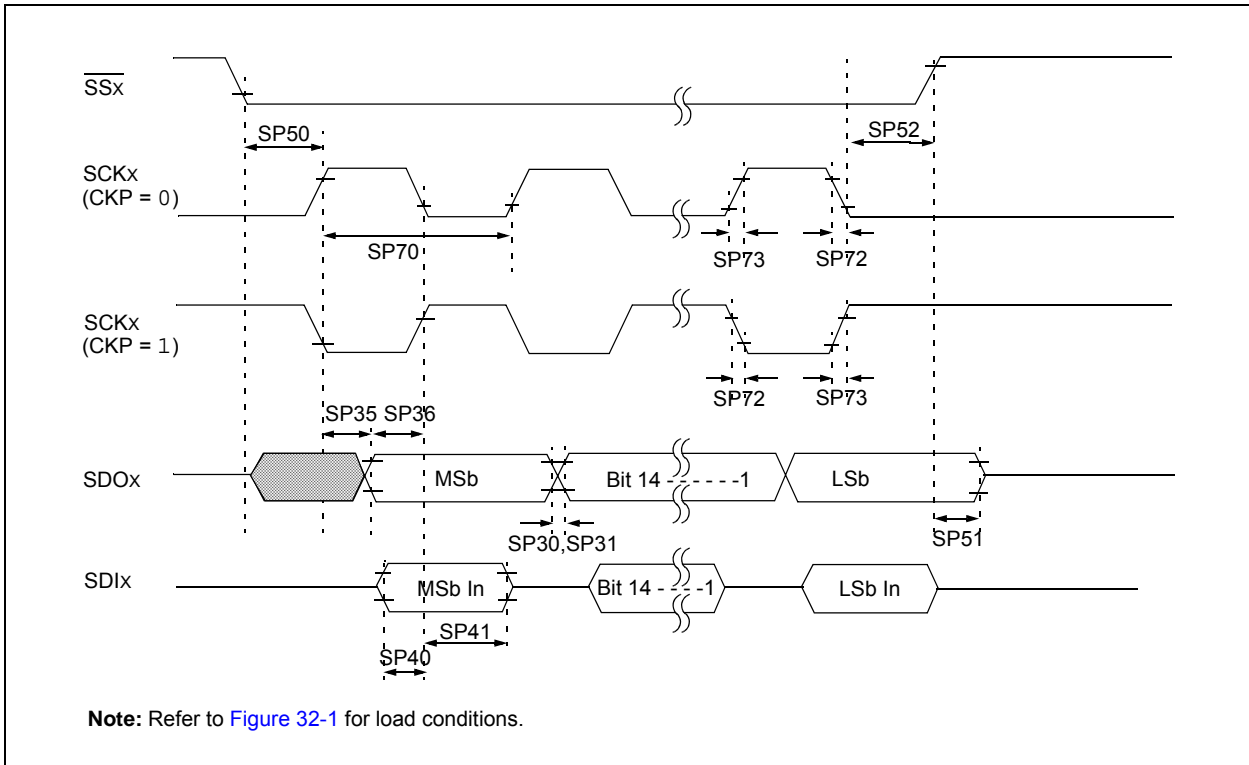 SSx
SP50
SP52
SCKx
(CKP = 0)
SP70
SP73
SP72
SCKx
(CKP = 1)
SP72
SP73
SP35
SP36
SDOx
MSb
Bit 14 - - - - - -1
LSb
SP30,SP31
SP51
SDIx
MSb In
Bit 14 - - - -1
LSb In
SP41
SP40
Note: Refer to Figure 32-1 for load conditions.